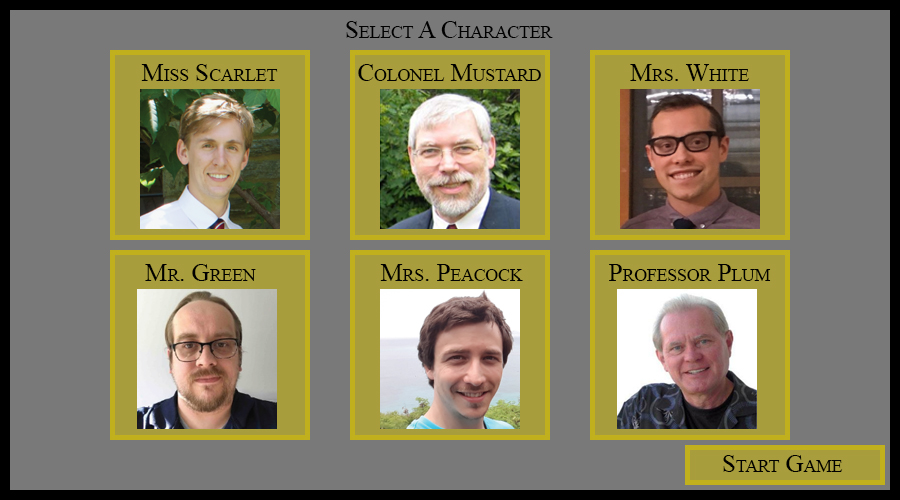 Select A Character
Miss Scarlet
Colonel Mustard
Mrs. White
Mr. Green
Mrs. Peacock
Professor Plum
Start Game